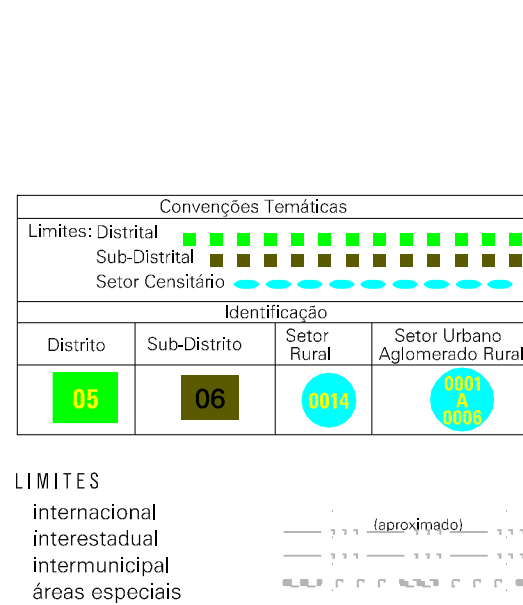 Convenções Temáticas
Limites: Distrital
Sub-Distrital
Setor Censitário
Identificação
Distrito
Sub-Distrito
Setor
Rural
Setor Urbano
Aglomerado Rural
05
06
0014
0001
A
0006
LIMITES
internacional
(aproximado)
interestadual
intermunicipal
áreas especiais